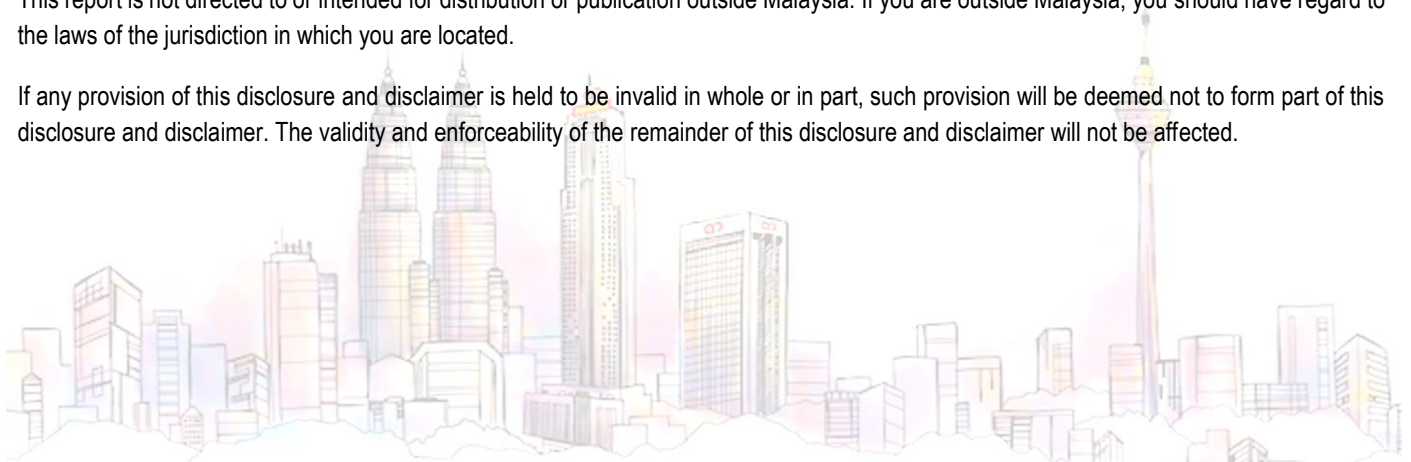 This report is not directed to or intended for distribution or publication outside Malaysia. If you are outside Malaysia, you should have regard to
the laws of the jurisdiction in which you are located.
If any provision of this disclosure and disclaimer is held to be invalid in whole or in part, such provision will be deemed not to form part of this
disclosure and disclaimer. The validity and enforceability of the remainder of this disclosure and disclaimer will not be affected.